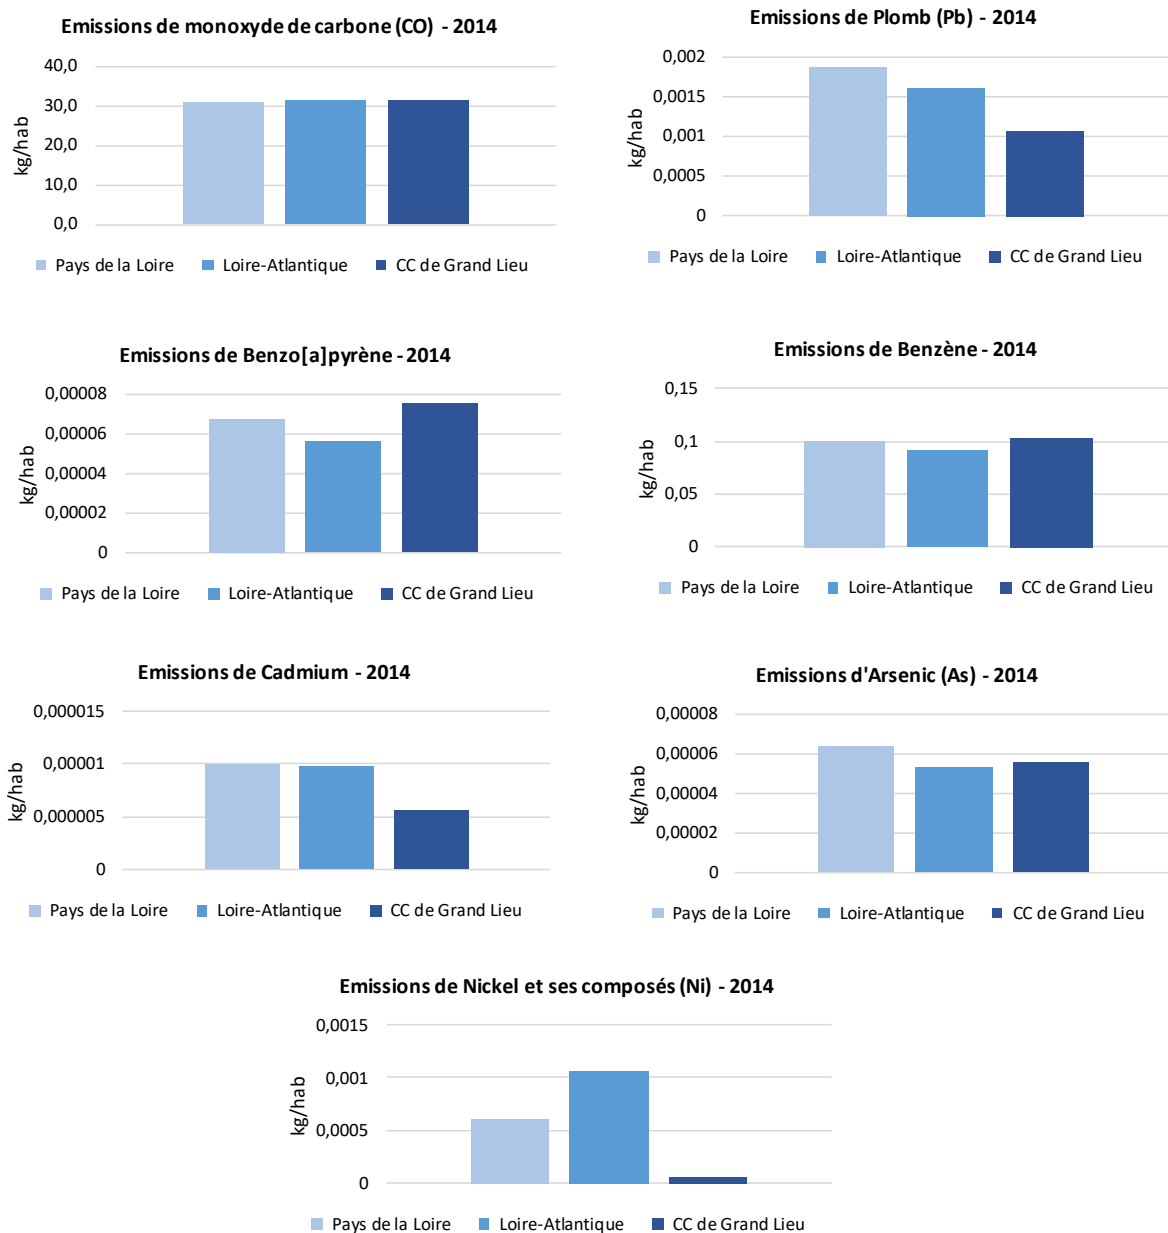 Emissions de monoxyde de carbone (CO) - 2014
40,0
30,0
20,0
10,0
0,0
kg/hab
Pays de la Loire Loire-Atlantique CC de Grand Lieu
Emissions de Plomb (Pb) - 2014
0,002
0,0015
0,001
0,0005
0
kg/hab
Pays de la Loire Loire-Atlantique CC de Grand Lieu
Emissions de Benzo[a]pyrène - 2014
0,00008
0,00006
0,00004
0,00002
0
kg/hab
Pays de la Loire Loire-Atlantique CC de Grand Lieu
Emissions de Benzène - 2014
0,15
0,1
0,05
0
kg/hab
Pays de la Loire Loire-Atlantique CC de Grand Lieu
Emissions de Cadmium - 2014
0,000015
0,00001
0,000005
0
kg/hab
Pays de la Loire Loire-Atlantique CC de Grand Lieu
Emissions d'Arsenic (As) - 2014
0,00008
0,00006
0,00004
0,00002
0
kg/hab
Pays de la Loire Loire-Atlantique CC de Grand Lieu
Emissions de Nickel et ses composés (Ni) - 2014
0,0015
0,001
0,0005
0
kg/hab
Pays de la Loire Loire-Atlantique CC de Grand Lieu